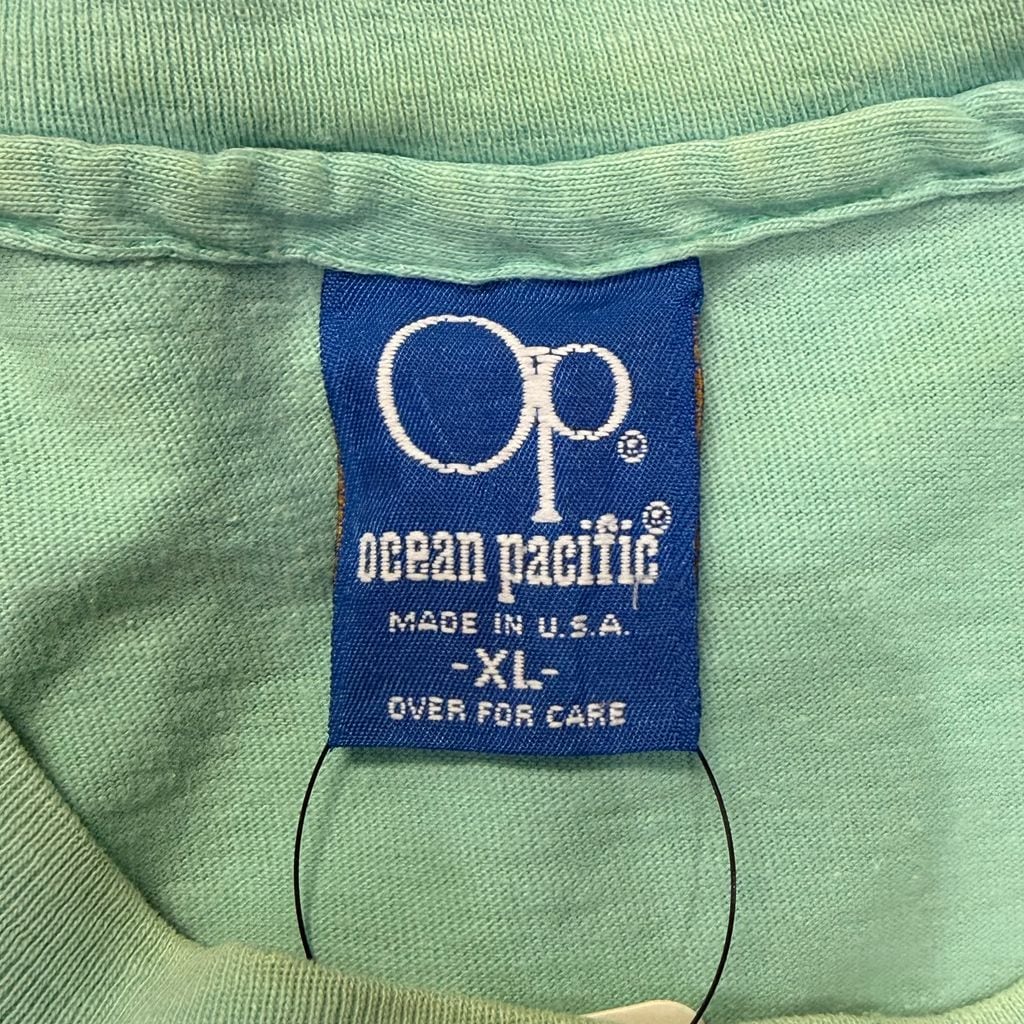 Op®
ocean pacific®
MADE IN U.S.A.
-XL-
OVER FOR CARE